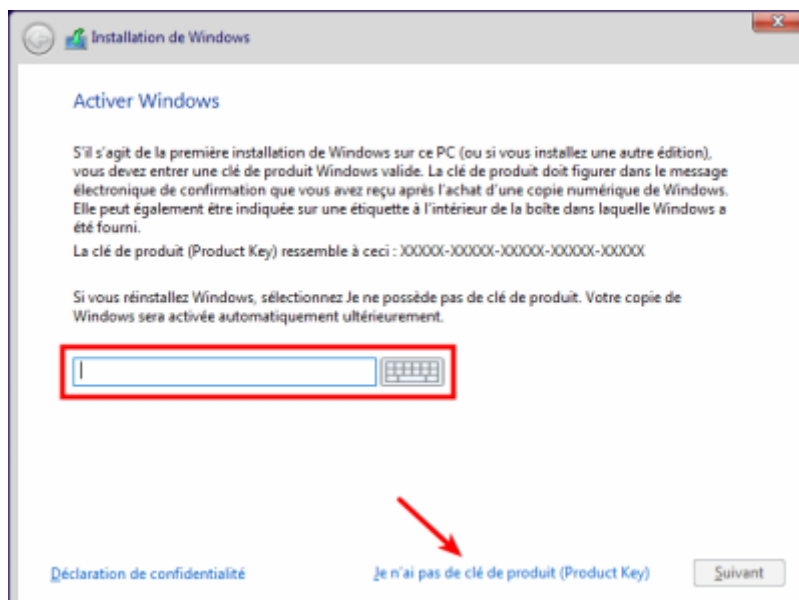 Installation de Windows
Activer Windows
S'il s'agit de la première installation de Windows sur ce PC (ou si vous installez une autre édition),
vous devez entrer une clé de produit Windows valide. La clé de produit doit figurer dans le message
électronique de confirmation que vous avez reçu après l'achat d'une copie numérique de Windows.
Elle peut également être indiquée sur une étiquette à l'intérieur de la boîte dans laquelle Windows a
été fourni.
La clé de produit (Product Key) ressemble à ceci : XXXXX-XXXXX-XXXXX-XXXXX-XXXXX
Si vous réinstallez Windows, sélectionnez Je ne possède pas de clé de produit. Votre copie de
Windows sera activée automatiquement ultérieurement.
Déclaration de confidentialité
Je n'ai pas de clé de produit (Product Key)
Suivant